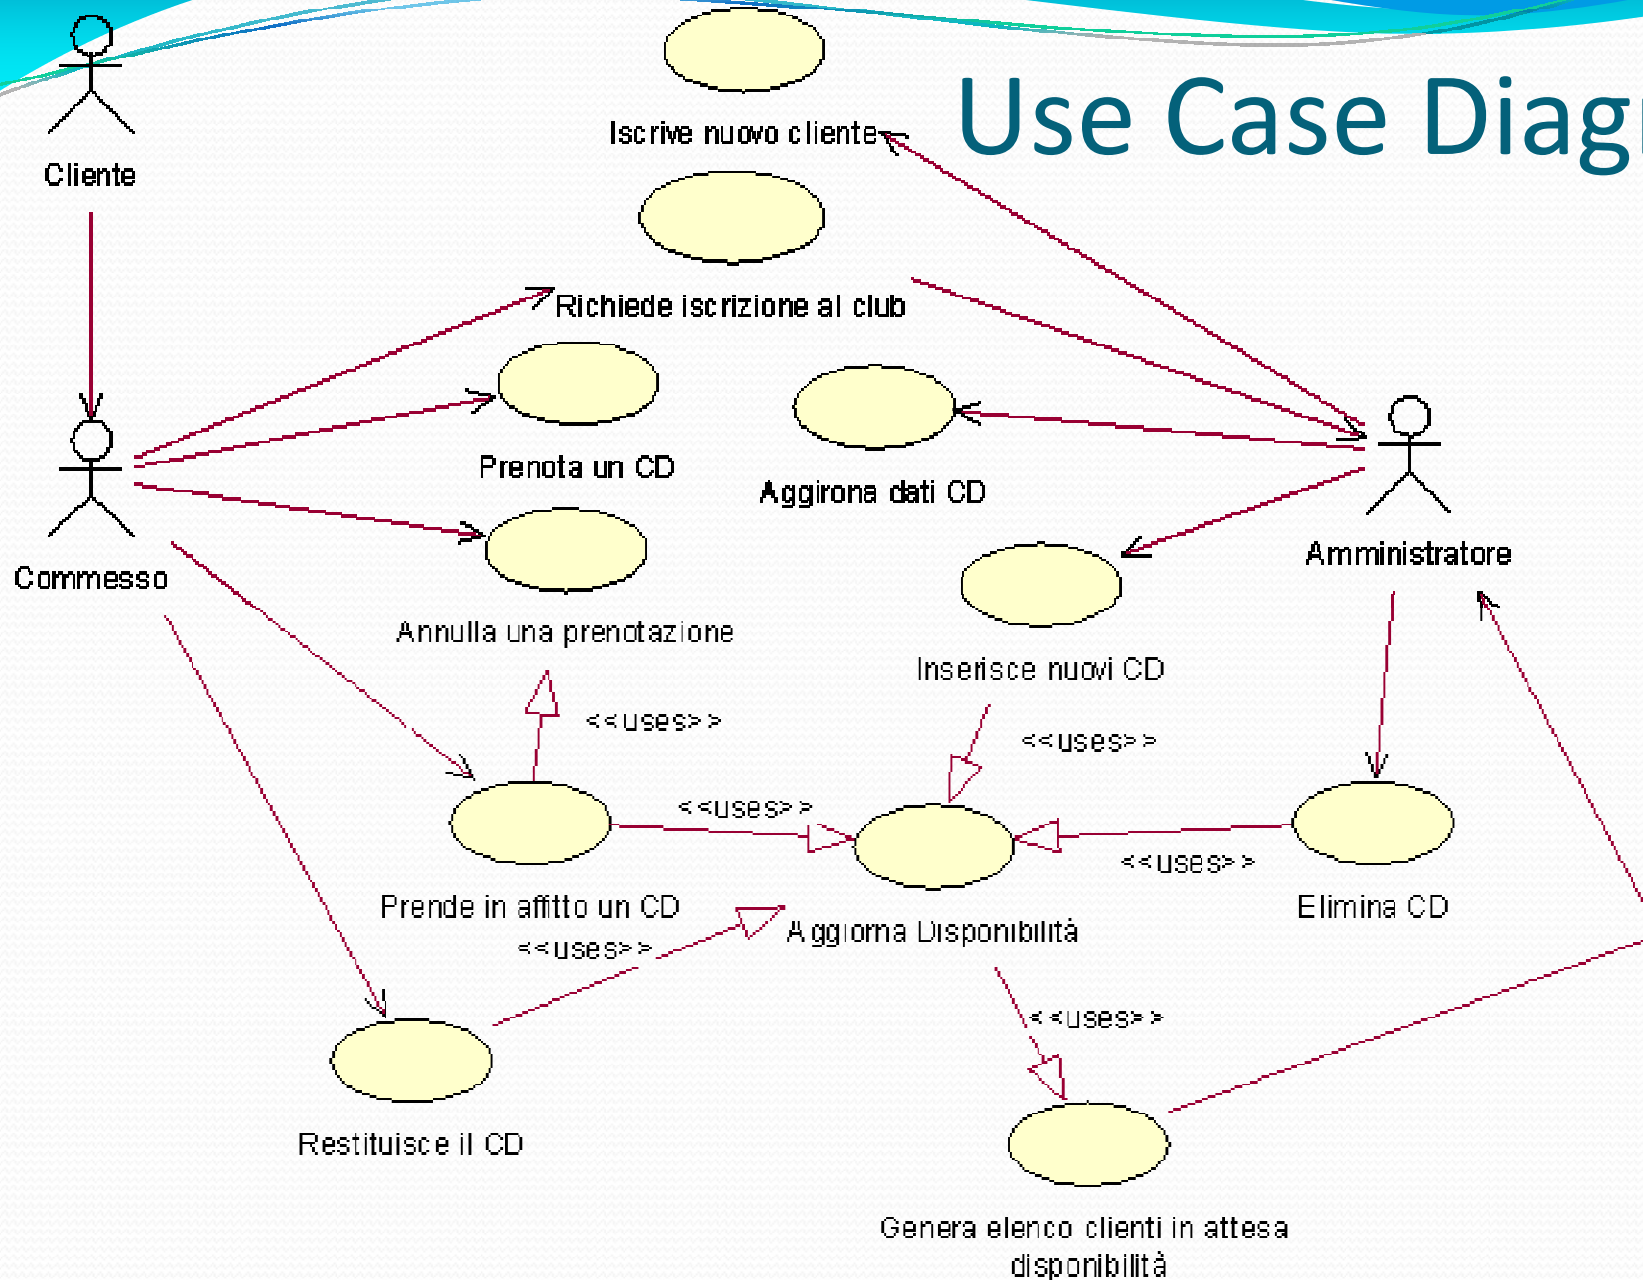 Use Case Diag
Cliente
Iscrive nuovo cliente
Richiede iscrizione al club
Prenota un CD
Aggirona dati CD
Commesso
Amministratore
Annulla una prenotazione
Inserisce nuovi CD
<<uses>>
<<uses>>
<<uses>>
<<uses>>
Prende in affitto un CD
Aggiorna Disponibilità
Elimina CD
<<uses>>
<<uses>>
Restituisce il CD
Genera elenco clienti in attesa
disponibilità